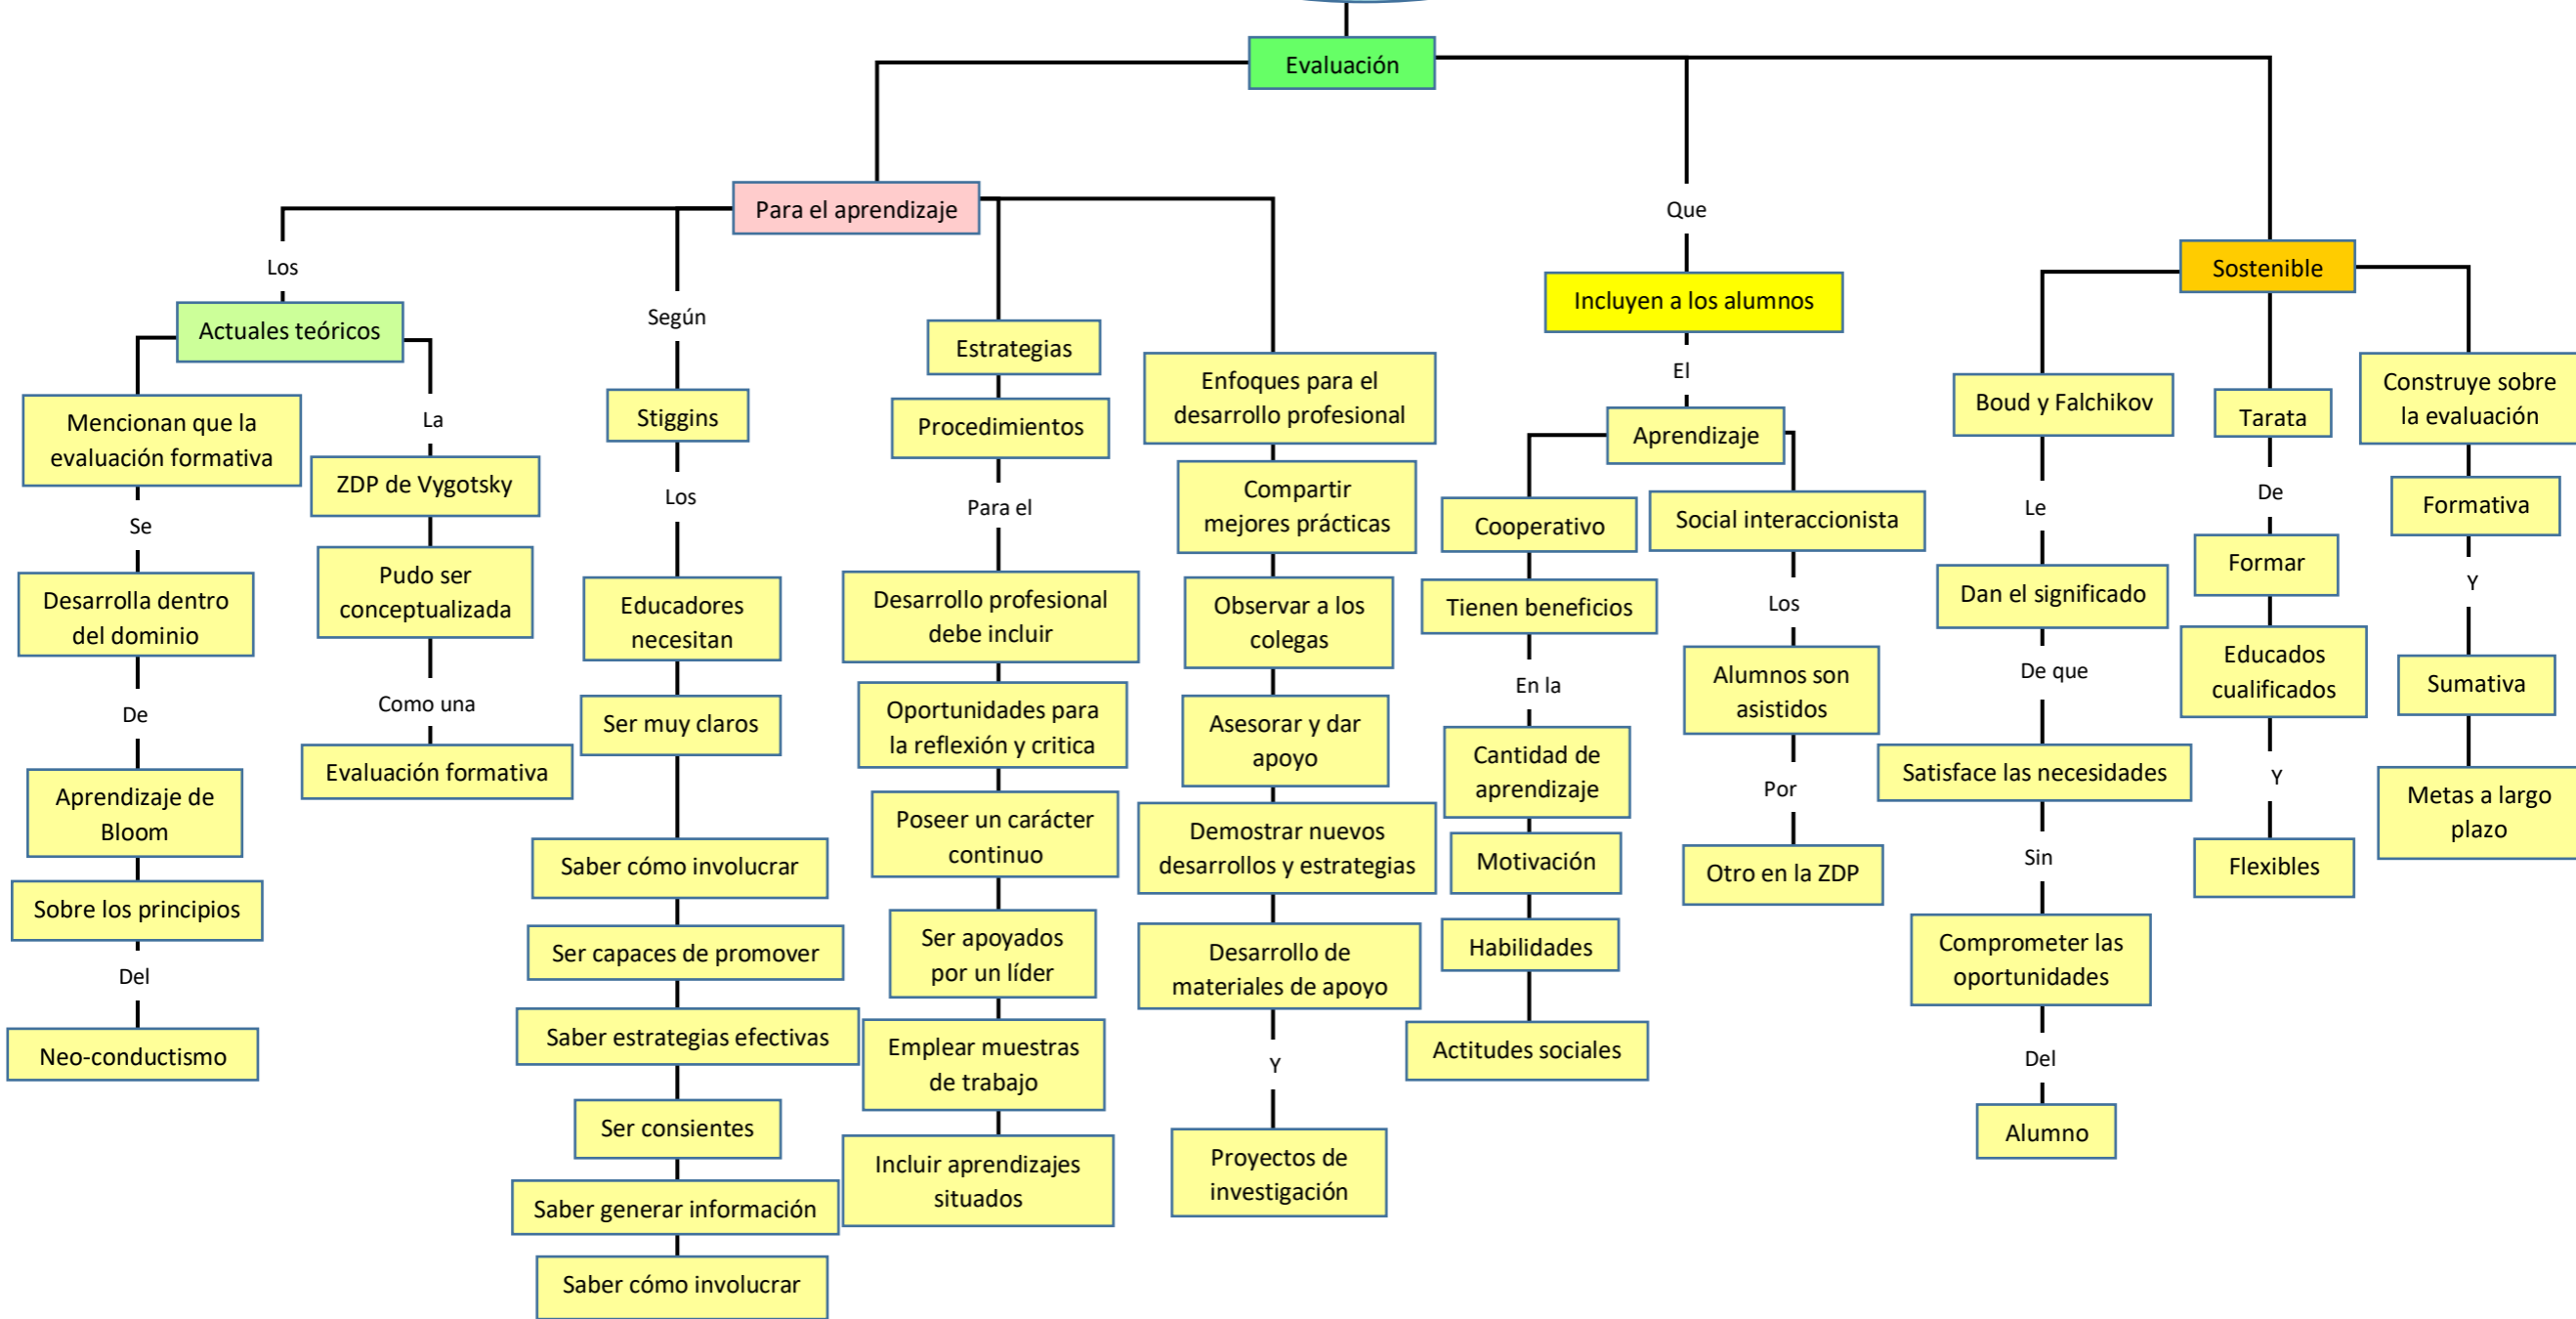 Evaluación
Para el aprendizaje
Los
Actuales teóricos
Mencionan que la
evaluación formativa
Se
Desarrolla dentro
del dominio
De
Aprendizaje de
Bloom
Sobre los principios
Del
Neo-conductismo
La
ZDP de Vygotsky
Pudo ser
conceptualizada
Como una
Evaluación formativa
Según
Stiggins
Los
Educadores
necesitan
Ser muy claros
Saber cómo involucrar
Ser capaces de promover
Saber estrategias efectivas
Ser consientes
Saber generar información
Saber cómo involucrar
Estrategias
Procedimientos
Para el
Desarrollo profesional
debe incluir
Oportunidades para
la reflexión y critica
Poseer un carácter
continuo
Ser apoyados
por un líder
Emplear muestras
de trabajo
Incluir aprendizajes
situados
Enfoques para el
desarrollo profesional
Compartir
mejores prácticas
Observar a los
colegas
Asesorar y dar
apoyo
Demostrar nuevos
desarrollos y estrategias
Desarrollo de
materiales de apoyo
Y
Proyectos de
investigación
Que
Incluyen a los alumnos
El
Aprendizaje
Cooperativo
Tienen beneficios
En la
Cantidad de
aprendizaje
Motivación
Habilidades
Actitudes sociales
Social interaccionista
Los
Alumnos son
asistidos
Por
Otro en la ZDP
Sostenible
Boud y Falchikov
Le
Dan el significado
De que
Satisface las necesidades
Sin
Comprometer las
oportunidades
Del
Alumno
Tarata
De
Formar
Educados
cualificados
Y
Flexibles
Construye sobre
la evaluación
Formativa
Y
Sumativa
Metas a largo
plazo